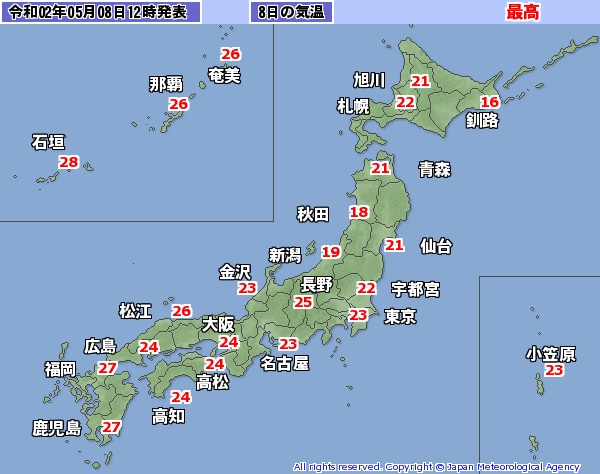 令和02年05月08日12時発表 8日の気温 最高
26
奄美
那覇
26
石垣
28
旭川
21
札幌 22
16
釧路
21
青森
秋田 18
21 仙台
新潟 19
金沢
23
長野
25
22 宇都宮
23 東京
松江 26
大阪
24
広島 24
23
名古屋
福岡 27
24
高松
24
高知
鹿児島 27
小笠原
23
All rights reserved. Copyright © Japan Meteorological Agency